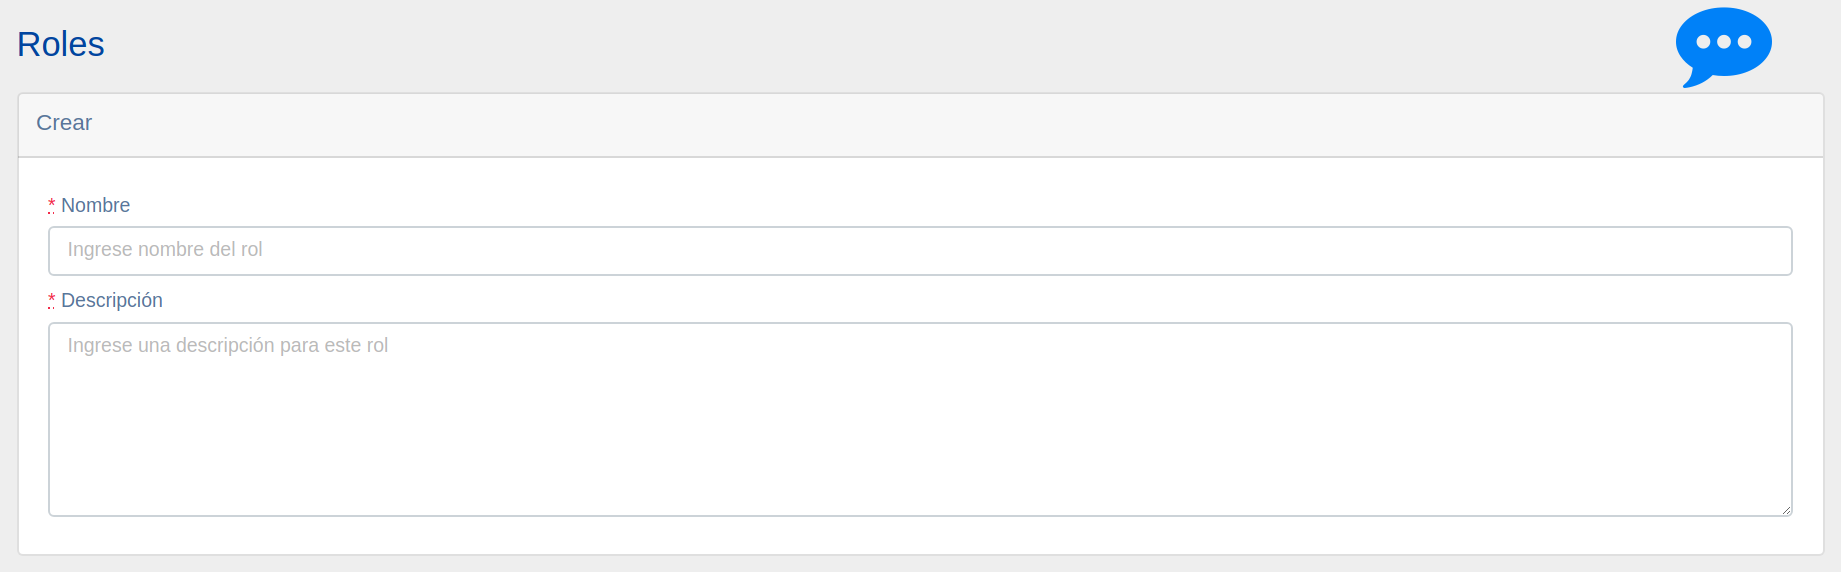 Roles
Crear
* Nombre
Ingrese nombre del rol
* Descripción
Ingrese una descripción para este rol